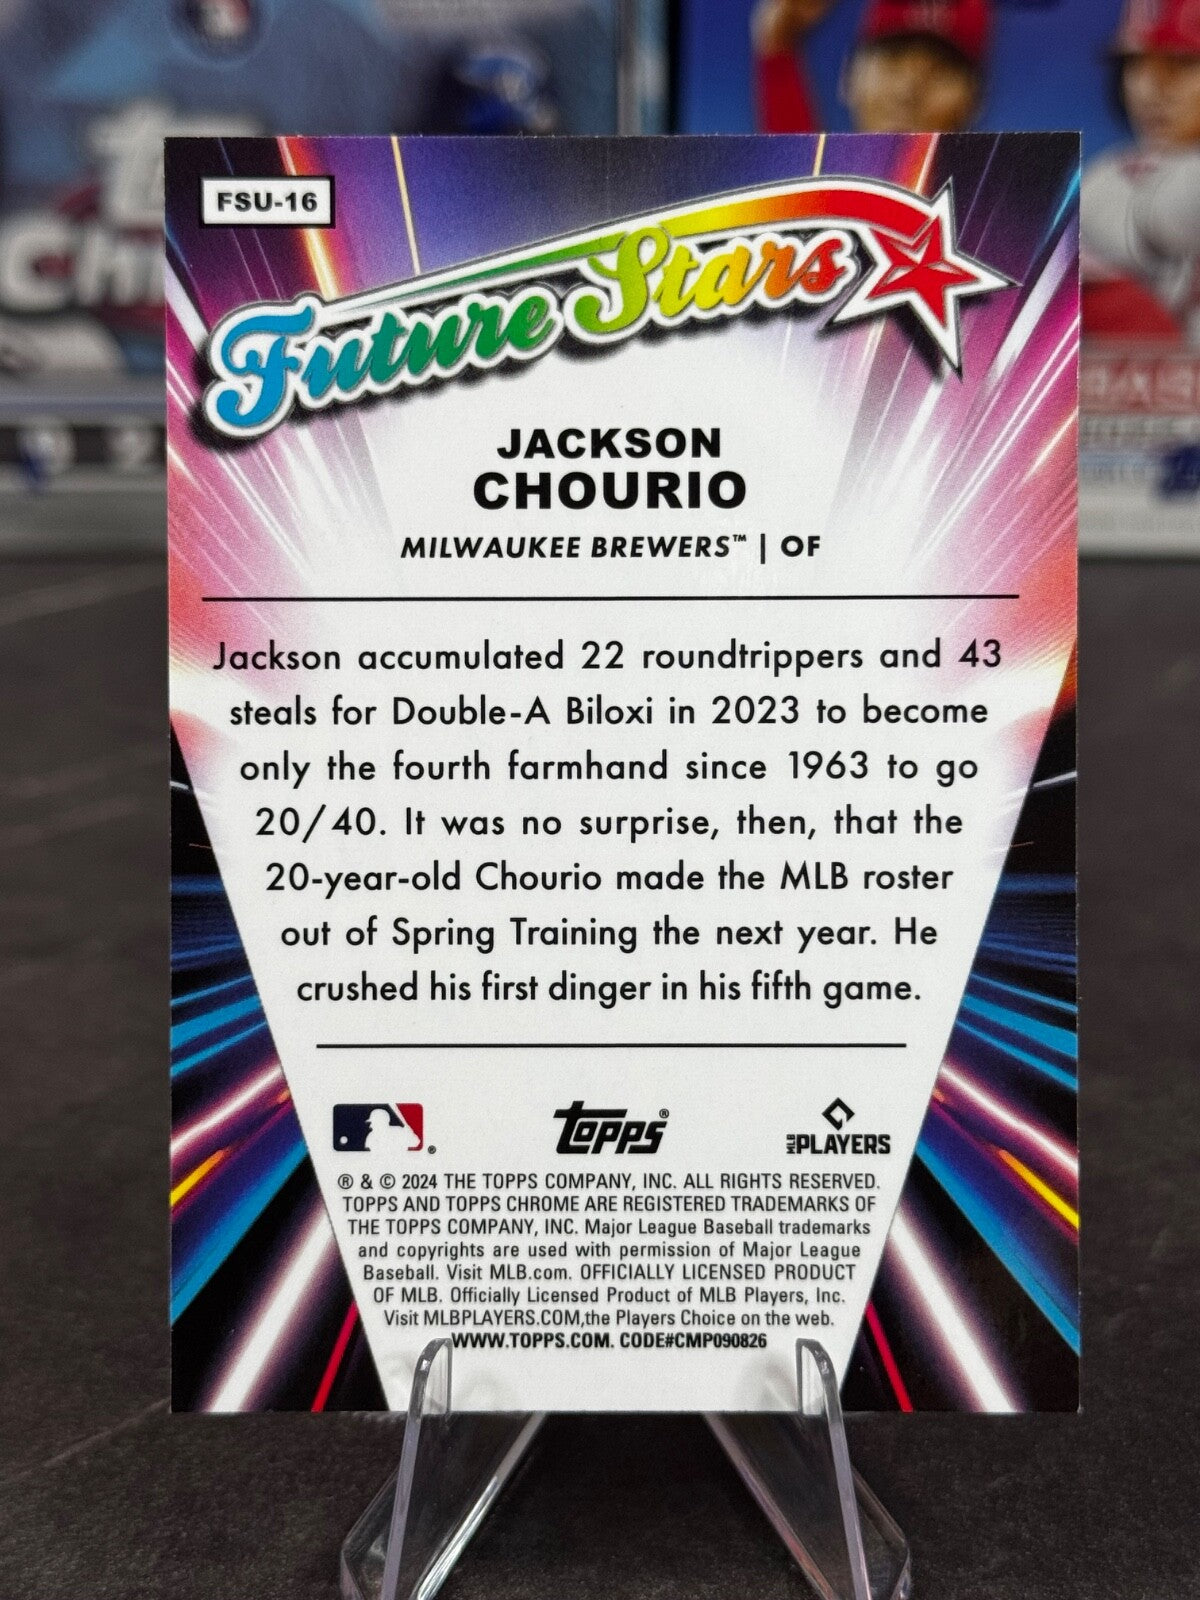 FSU-16
Future Stars
JACKSON
CHOURIO
MILWAUKEE BREWERS™ | OF
Jackson accumulated 22 roundtrippers and 43
steals for Double-A Biloxi in 2023 to become
only the fourth farmhand since 1963 to go
20/40. It was no surprise, then, that the
20-year-old Chourio made the MLB roster
out of Spring Training the next year. He
crushed his first dinger in his fifth game.
®
Topps®
MLB PLAYERS
® & © 2024 THE TOPPS COMPANY, INC. ALL RIGHTS RESERVED.
TOPPS AND TOPPS CHROME ARE REGISTERED TRADEMARKS OF
THE TOPPS COMPANY, INC. Major League Baseball trademarks
and copyrights are used with permission of Major League
Baseball. Visit MLB.com. OFFICIALLY LICENSED PRODUCT
OF MLB. Officially Licensed Product of MLB Players, Inc.
Visit MLBPLAYERS.COM,the Players Choice on the web.
WWW.TOPPS.COM. CODE#CMP090826